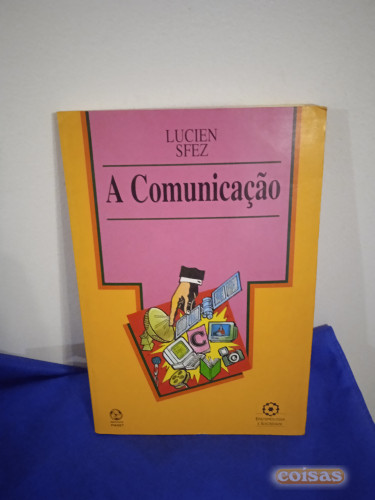 LUCIEN
SFEZ
A Comunicação
C
coisas